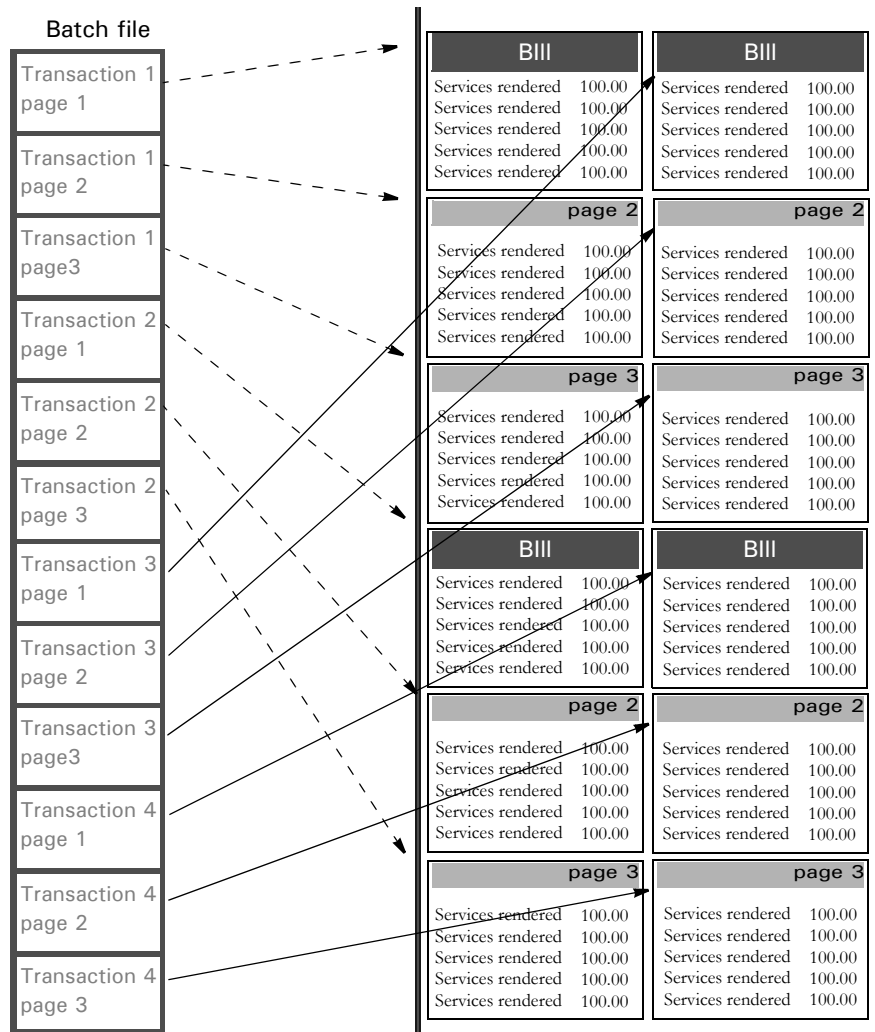 Batch file
Transaction 1
page 1
Transaction 1
page 2
Transaction 1
page3
Transaction 2
page 1
Transaction 2
page 2
Transaction 2
page 3
Transaction 3
page 1
Transaction 3
page 2
Transaction 3
page3
Transaction 4
page 1
Transaction 4
page 2
Transaction 4
page 3
BIll
Services rendered 100.00
Services rendered 100.00
Services rendered 100.00
Services rendered 100.00
Services rendered 100.00
page 2
Services rendered 100.00
Services rendered 100.00
Services rendered 100.00
Services rendered 100.00
Services rendered 100.00
page 3
Services rendered 100.00
Services rendered 100.00
Services rendered 100.00
Services rendered 100.00
Services rendered 100.00
BIll
Services rendered 100.00
Services rendered 100.00
Services rendered 100.00
Services rendered 100.00
Services rendered 100.00
page 2
Services rendered 100.00
Services rendered 100.00
Services rendered 100.00
Services rendered 100.00
Services rendered 100.00
page 3
Services rendered 100.00
Services rendered 100.00
Services rendered 100.00
Services rendered 100.00
Services rendered 100.00
BIll
Services rendered 100.00
Services rendered 100.00
Services rendered 100.00
Services rendered 100.00
Services rendered 100.00
page 2
Services rendered 100.00
Services rendered 100.00
Services rendered 100.00
Services rendered 100.00
Services rendered 100.00
page 3
Services rendered 100.00
Services rendered 100.00
Services rendered 100.00
Services rendered 100.00
Services rendered 100.00
BIll
Services rendered 100.00
Services rendered 100.00
Services rendered 100.00
Services rendered 100.00
Services rendered 100.00
page 2
Services rendered 100.00
Services rendered 100.00
Services rendered 100.00
Services rendered 100.00
Services rendered 100.00
page 3
Services rendered 100.00
Services rendered 100.00
Services rendered 100.00
Services rendered 100.00
Services rendered 100.00